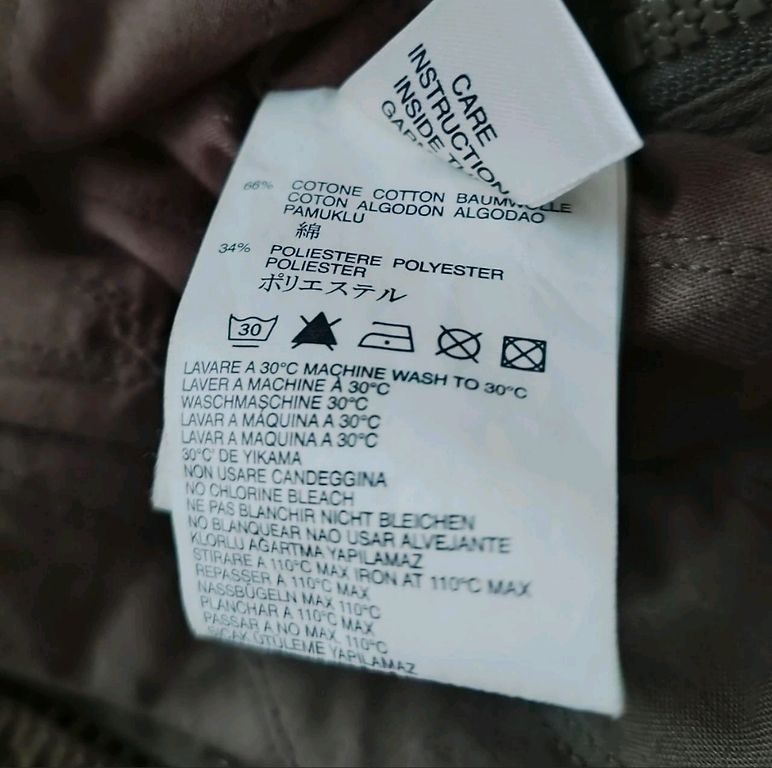 CARE
INSTRUCTION
INSIDE
66% COTONE COTTON BAUMWOLLE
COTON ALGODON ALGODAO
PAMUKLU
綿
34% POLIESTERE POLYESTER
POLIESTER
ポリエステル
30
LAVARE A 30°C MACHINE WASH TO 30°C
LAVER A MACHINE À 30°C
WASCHMASCHINE 30°C
LAVAR A MÁQUINA A 30°C
LAVAR A MAQUINA A 30°C
30°C' DE YIKAMA
NON USARE CANDEGGINA
NO CHLORINE BLEACH
NE PAS BLANCHIR NICHT BLEICHEN
NO BLANQUEAR NAO USAR ALVEJANTE
KLORLU AĞARTMA YAPILAMAZ
STIRARE A 110°C MAX IRON AT 110°C MAX
REPASSER A 110°C MAX
NASSBÜGELN MAX 110°C
PLANCHAR A 110°C MAX
PASSAR A NO MAX. 110°C
SICAK ÜTÜLEME YAPILAMAZ